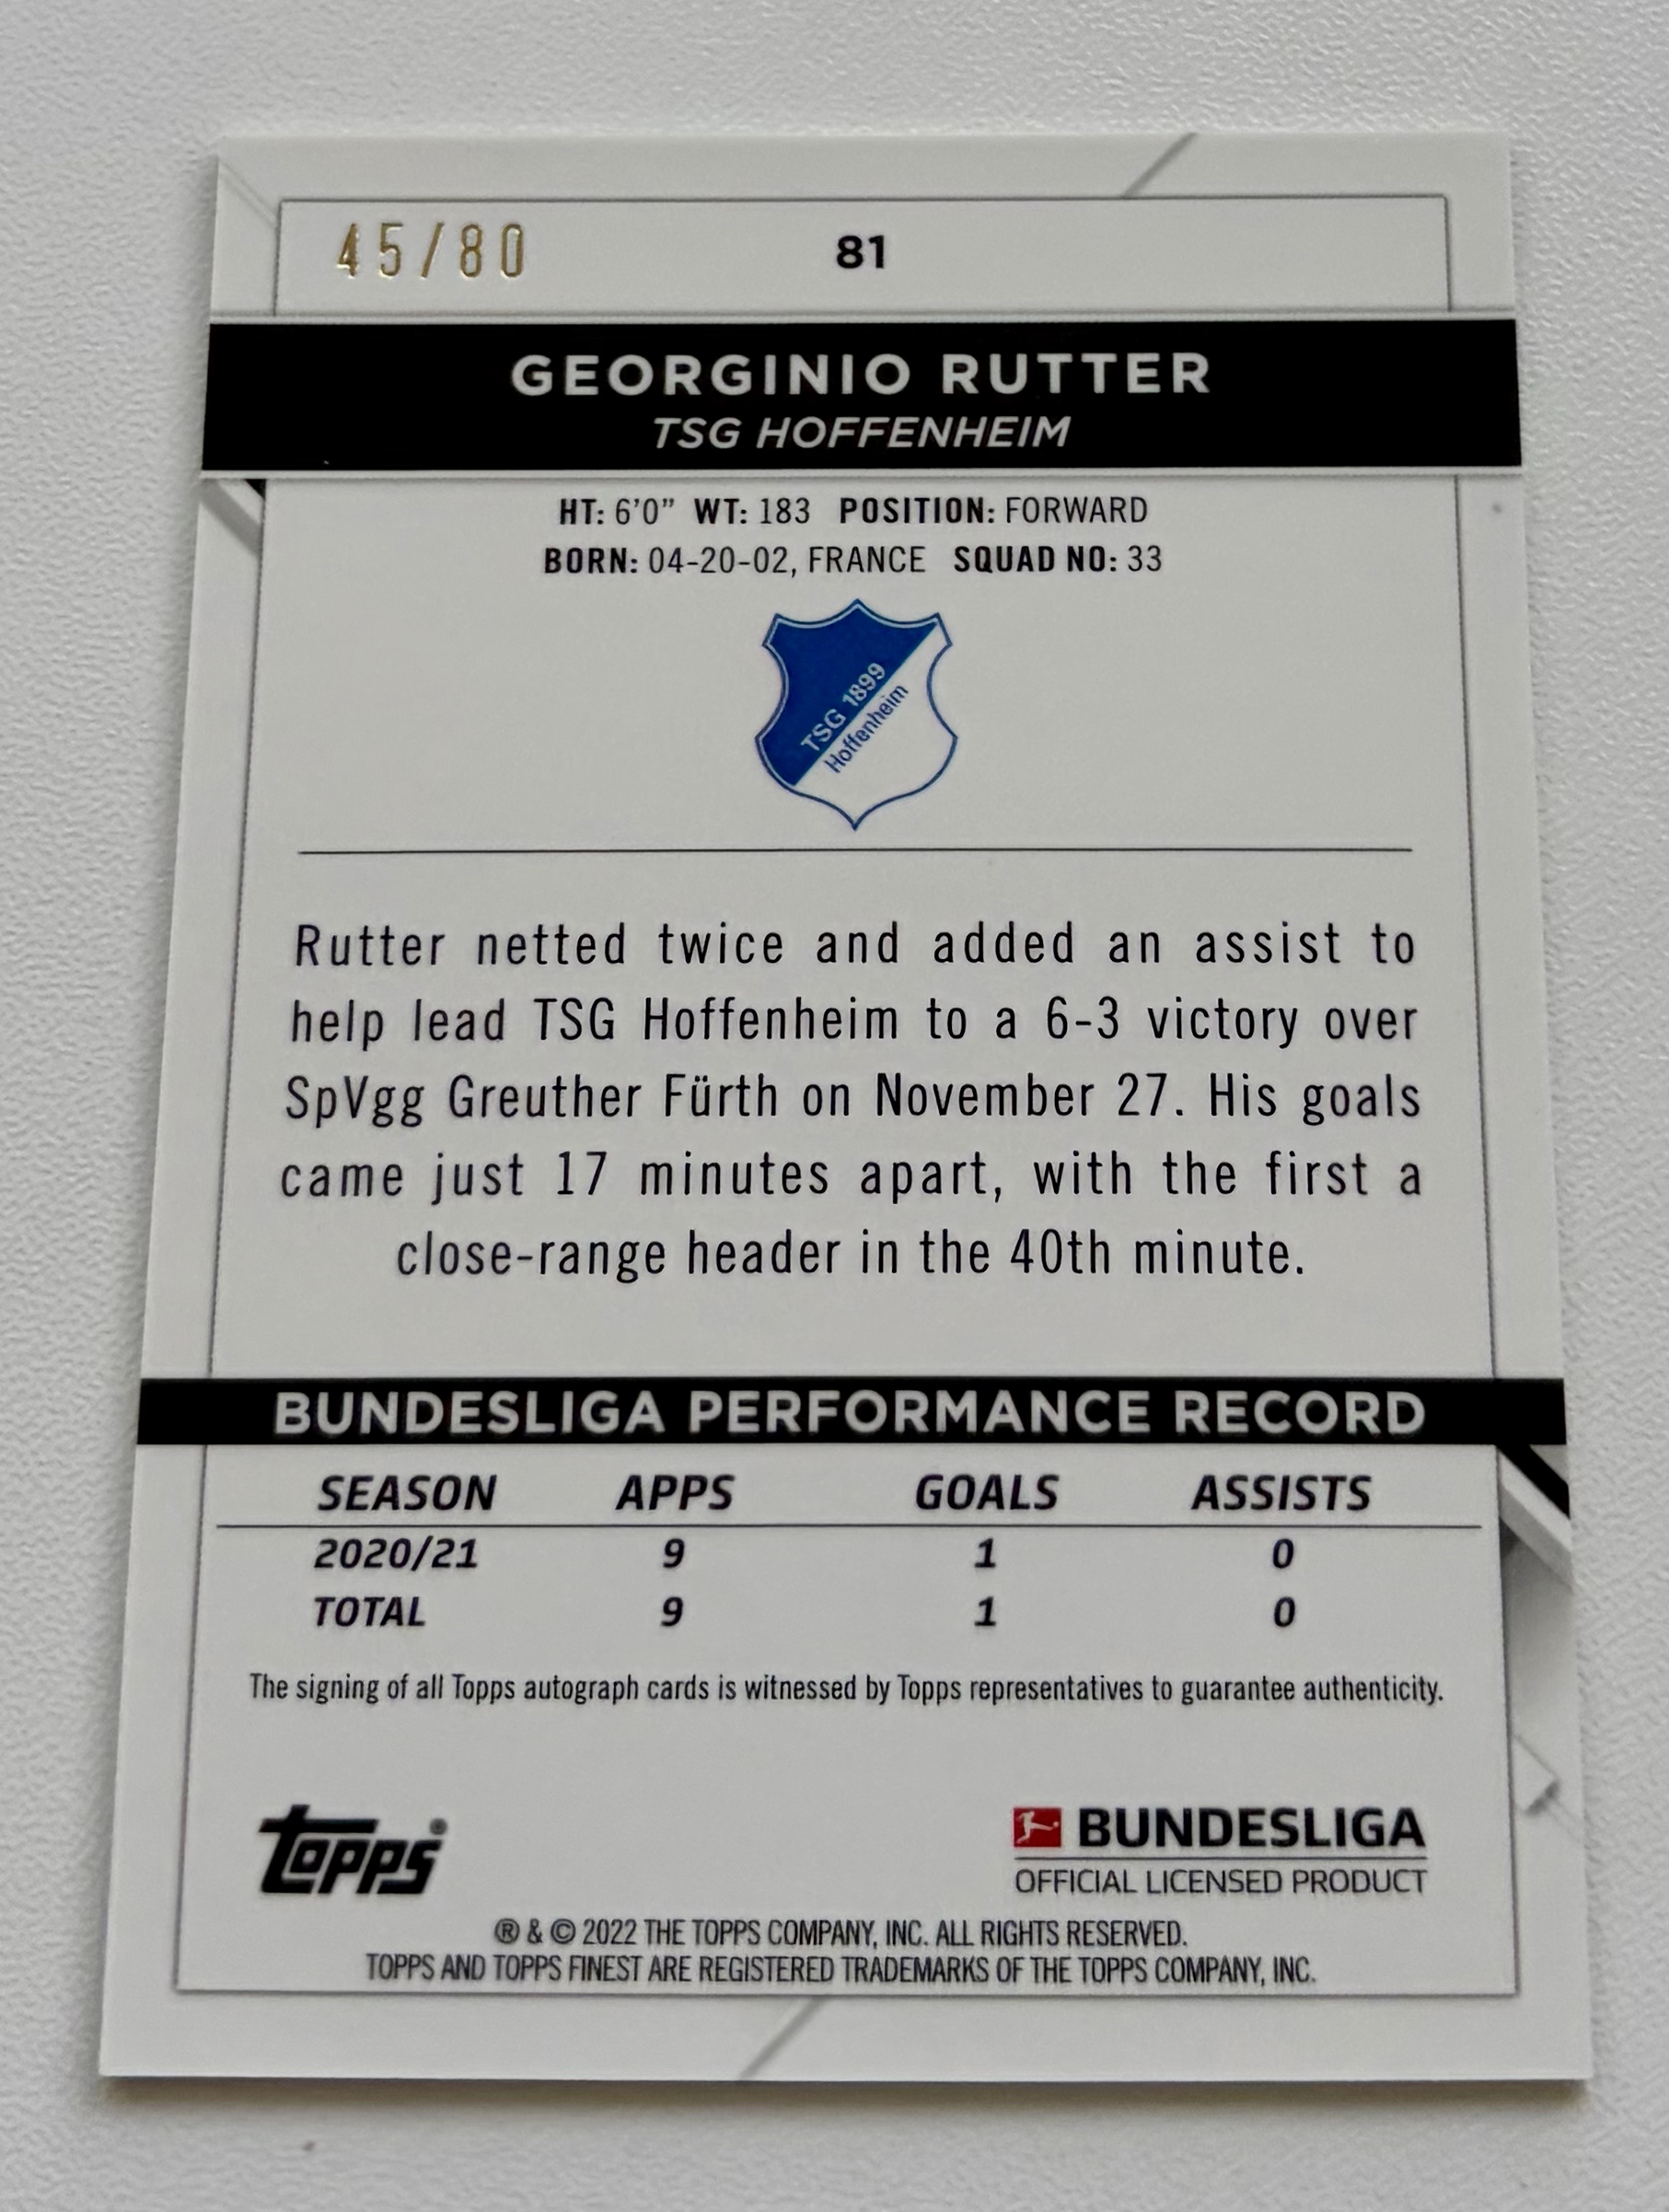 45/80 81
GEORGINIO RUTTER
TSG HOFFENHEIM
HT: 6'0" WT: 183 POSITION: FORWARD
BORN: 04-20-02, FRANCE SQUAD NO: 33
TSG 1899
Hoffenheim
Rutter netted twice and added an assist to
help lead TSG Hoffenheim to a 6-3 victory over
SpVgg Greuther Fürth on November 27. His goals
came just 17 minutes apart, with the first a
close-range header in the 40th minute.
BUNDESLIGA PERFORMANCE RECORD
SEASON APPS GOALS ASSISTS
2020/21 9 1 0
TOTAL 9 1 0
The signing of all Topps autograph cards is witnessed by Topps representatives to guarantee authenticity.
topps® BUNDESLIGA
OFFICIAL LICENSED PRODUCT
® & © 2022 THE TOPPS COMPANY, INC. ALL RIGHTS RESERVED.
TOPPS AND TOPPS FINEST ARE REGISTERED TRADEMARKS OF THE TOPPS COMPANY, INC.